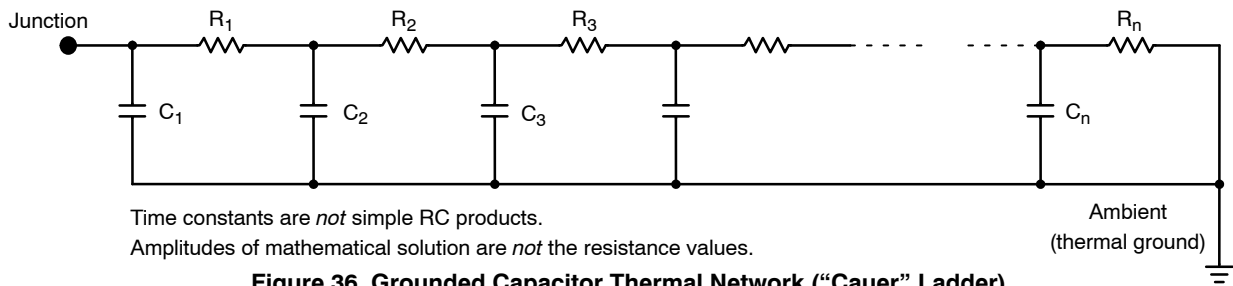 Junction
R1
R2
R3
Rn
C1
C2
C3
Cn
Time constants are not simple RC products.
Amplitudes of mathematical solution are not the resistance values.
Ambient
(thermal ground)
Figure 36. Grounded Capacitor Thermal Network (“Cauer” Ladder)